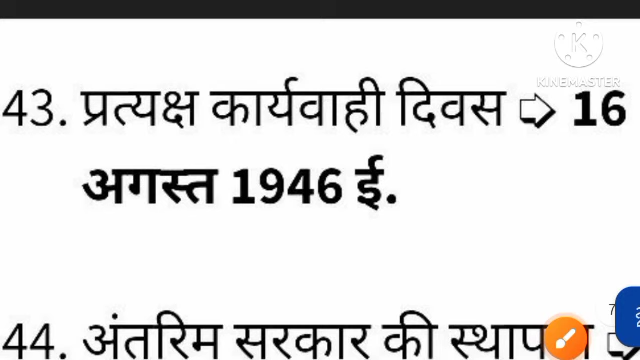 KINEMASTER
43. प्रत्यक्ष कार्यवाही दिवस ➩ 16
अगस्त 1946 ई.
44. अंतरिम सरकार की